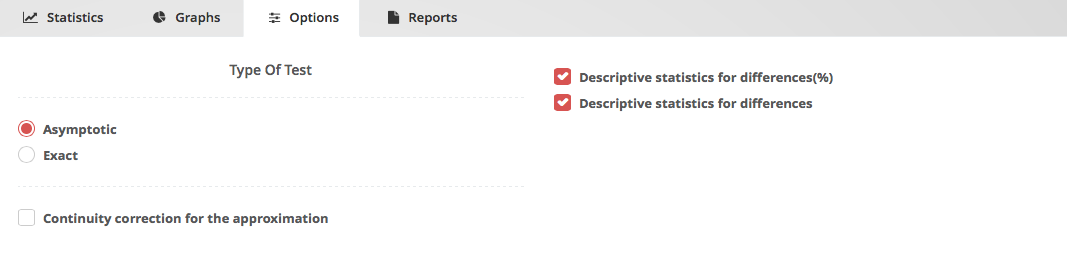 Statistics Graphs Options Reports
Type Of Test
Asymptotic
Exact
Continuity correction for the approximation
Descriptive statistics for differences(%)
Descriptive statistics for differences